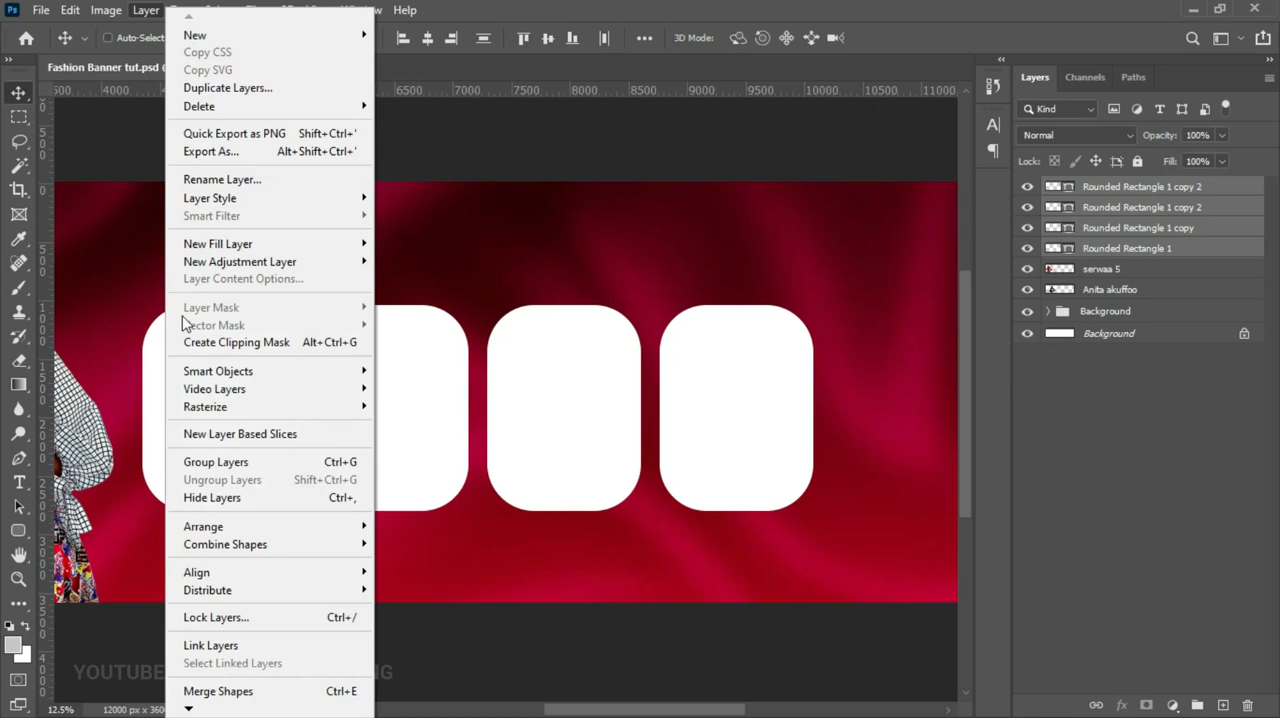 Ps File Edit Image Layer Help
Auto-Select 3D Mode:
Fashion Banner tut.psd @
500 4000 6500 7000 7500 8000 8500 9000 9500 10000 11000
New
Copy CSS
Copy SVG
Duplicate Layers...
Delete
Quick Export as PNG Shift+Ctrl+'
Export As... Alt+Shift+Ctrl+'
Rename Layer...
Layer Style
Smart Filter
New Fill Layer
New Adjustment Layer
Layer Content Options...
Layer Mask
Vector Mask
Create Clipping Mask Alt+Ctrl+G
Smart Objects
Video Layers
Rasterize
New Layer Based Slices
Group Layers Ctrl+G
Ungroup Layers Shift+Ctrl+G
Hide Layers Ctrl+,
Arrange
Combine Shapes
Align
Distribute
Lock Layers... Ctrl+/
Link Layers
Select Linked Layers
Merge Shapes Ctrl+E
Layers Channels Paths
Kind
Normal Opacity: 100%
Lock: Fill: 100%
Rounded Rectangle 1 copy 2
Rounded Rectangle 1 copy 2
Rounded Rectangle 1 copy
Rounded Rectangle 1
serwaa 5
Anita akuffoo
Background
Background
YOUTUBE
12.5% 12000 px x 360